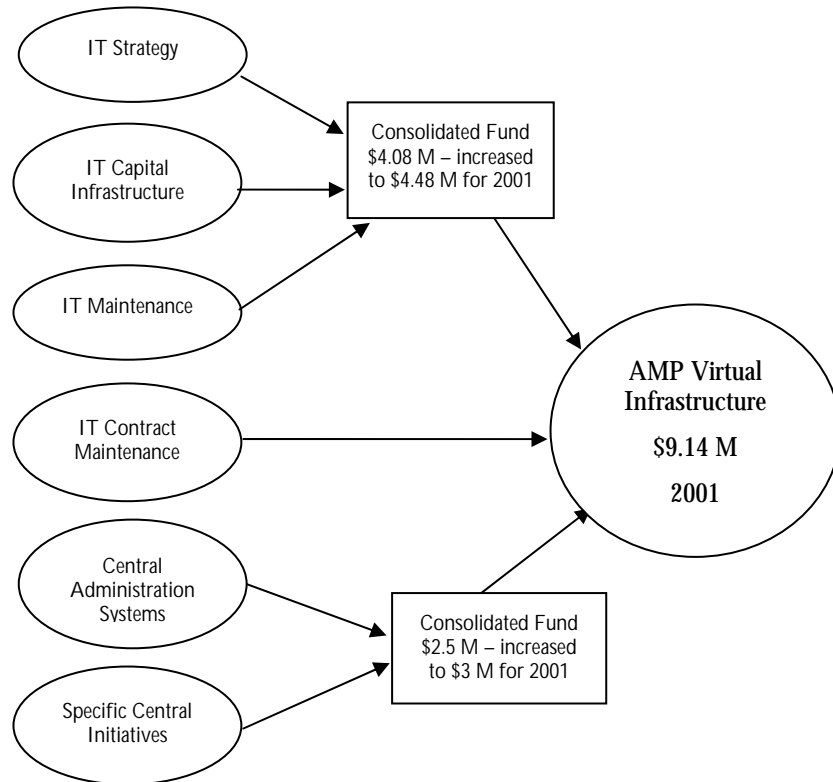 IT Strategy
IT Capital
Infrastructure
IT Maintenance
IT Contract
Maintenance
Central
Administration
Systems
Specific Central
Initiatives
Consolidated Fund
$4.08 M – increased
to $4.48 M for 2001
Consolidated Fund
$2.5 M – increased
to $3 M for 2001
AMP Virtual
Infrastructure
$9.14 M
2001